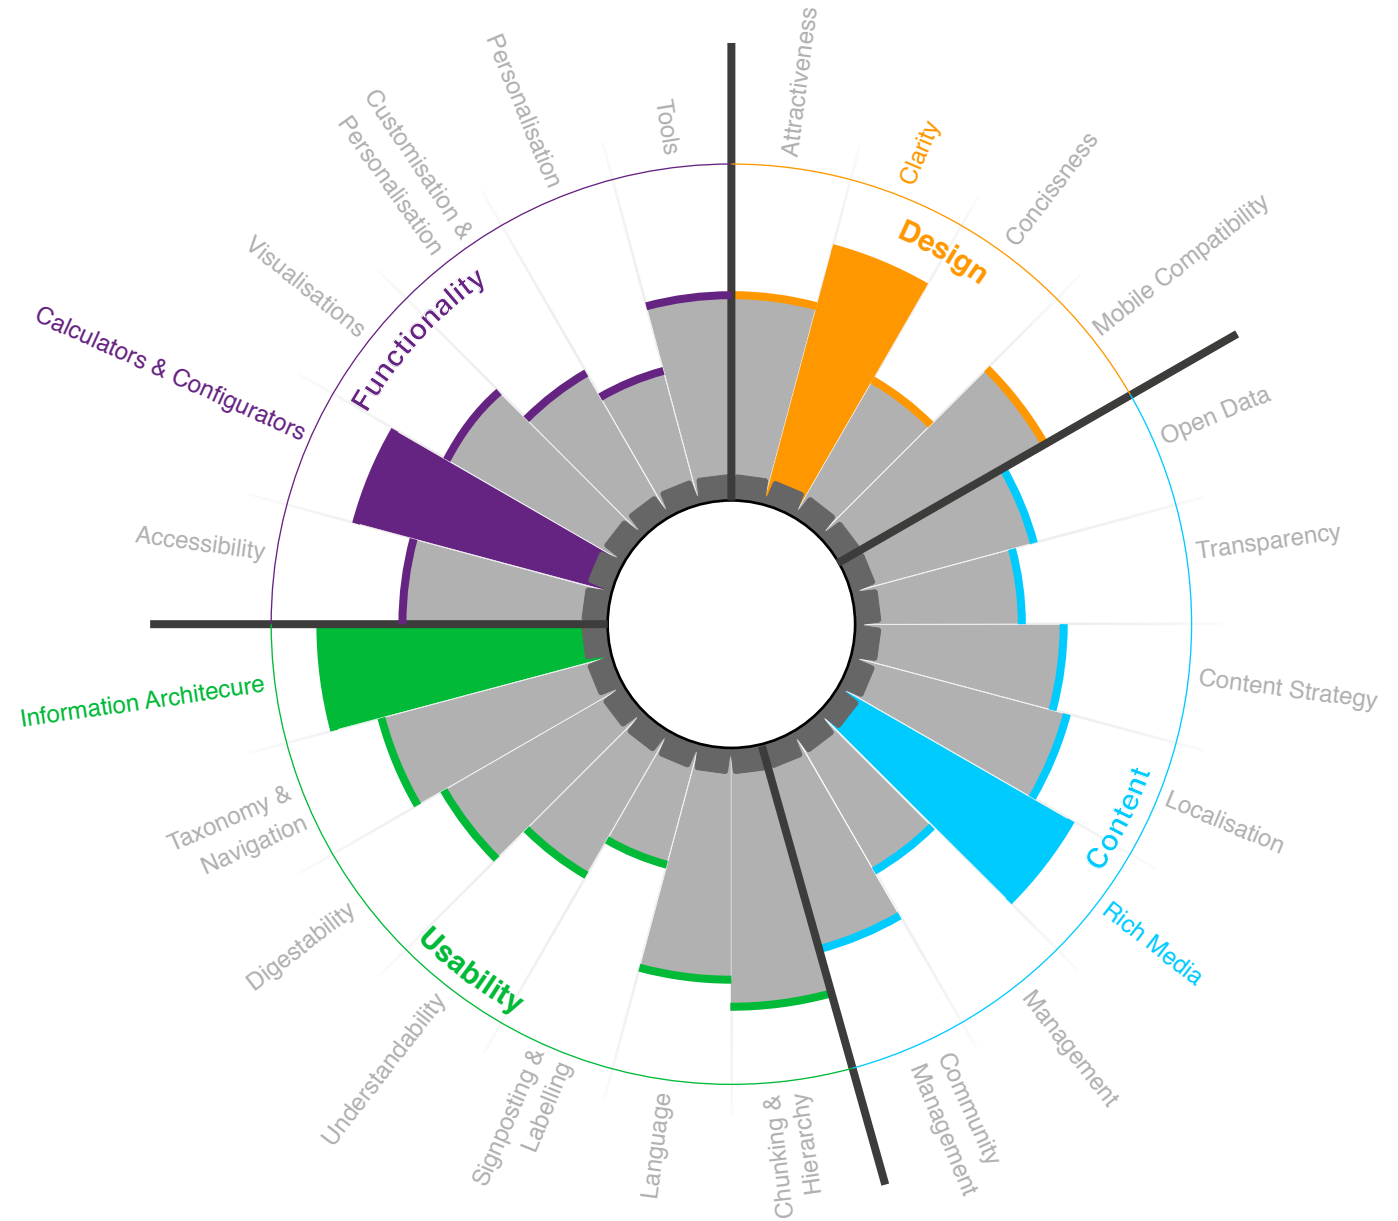 Attractiveness
Clarity
Concissness
Mobile Compatibility
Design
Open Data
Transparency
Content Strategy
Localisation
Rich Media
Management
Community
Management
Content
Chunking &
Hierarchy
Language
Signposting &
Labelling
Understandability
Digestability
Taxonomy &
Navigation
Information Architecure
Usability
Accessibility
Calculators & Configurators
Visualisations
Customisation &
Personalisation
Personalisation
Tools
Functionality